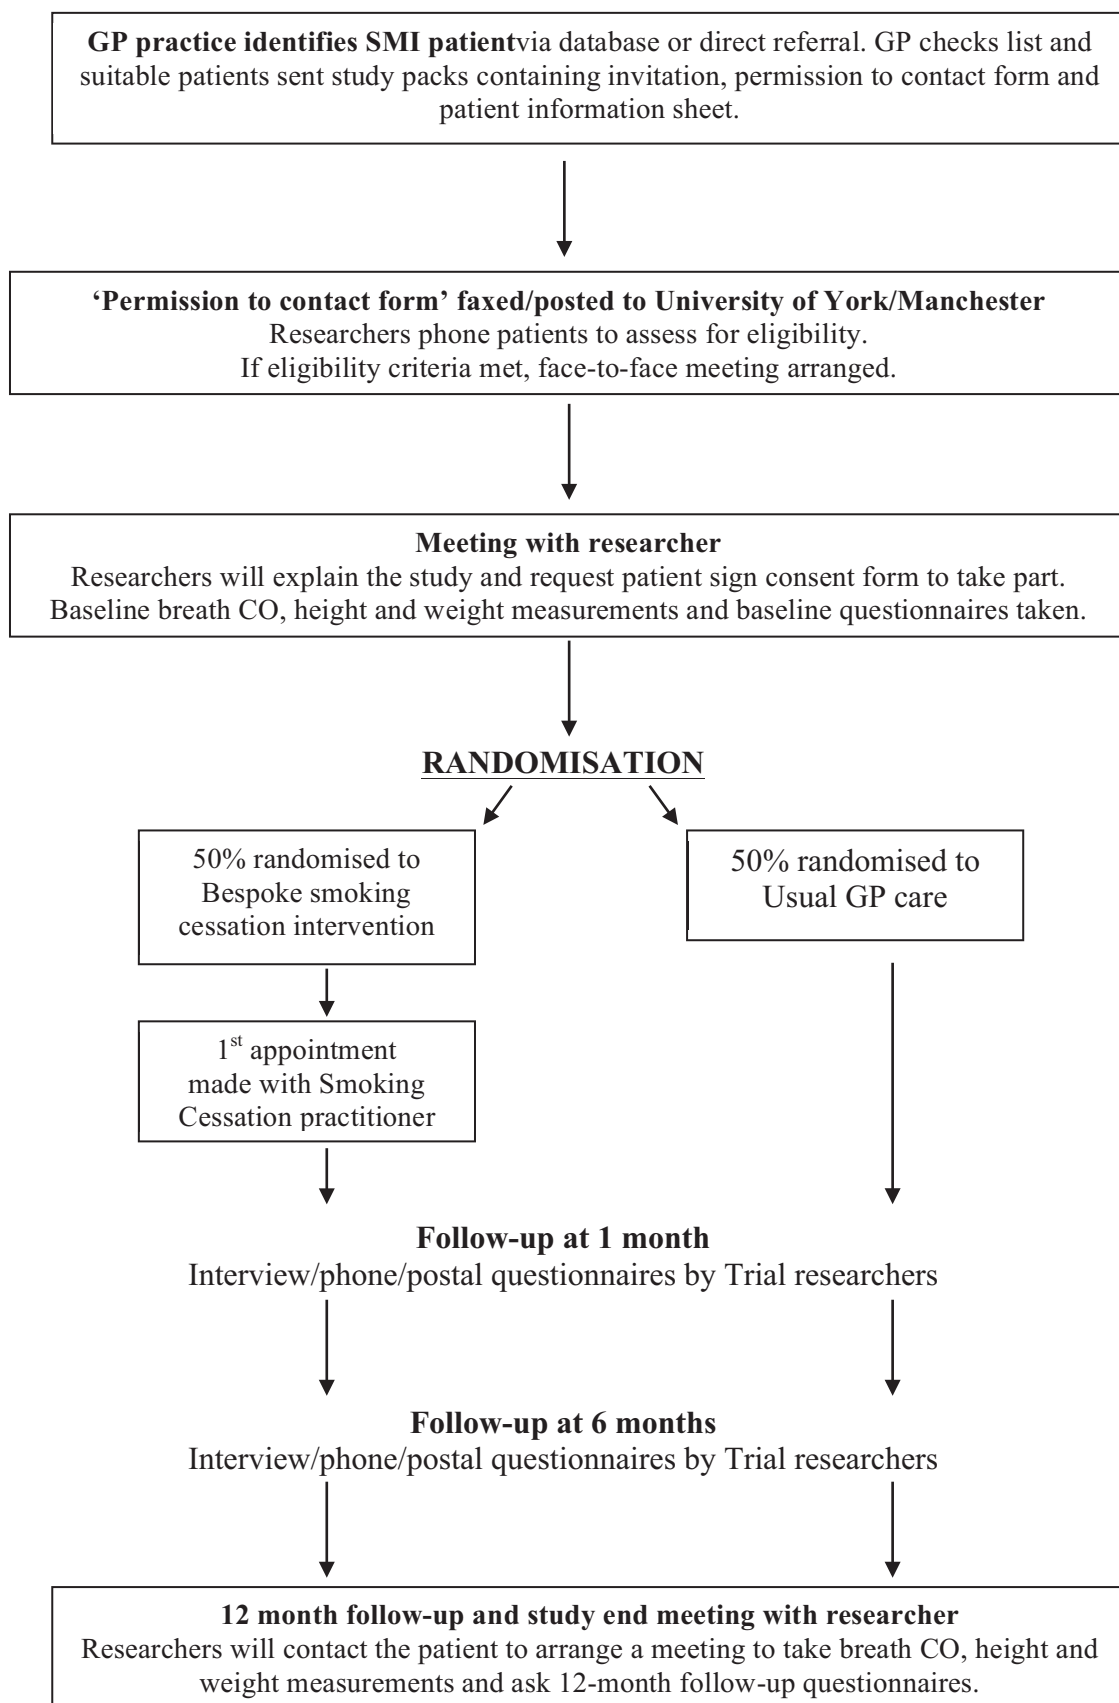 GP practice identifies SMI patientvia database or direct referral. GP checks list and
suitable patients sent study packs containing invitation, permission to contact form and
patient information sheet.
‘Permission to contact form’ faxed/posted to University of York/Manchester
Researchers phone patients to assess for eligibility.
If eligibility criteria met, face-to-face meeting arranged.
Meeting with researcher
Researchers will explain the study and request patient sign consent form to take part.
Baseline breath CO, height and weight measurements and baseline questionnaires taken.
RANDOMISATION
50% randomised to
Bespoke smoking
cessation intervention
50% randomised to
Usual GP care
1st appointment
made with Smoking
Cessation practitioner
Follow-up at 1 month
Interview/phone/postal questionnaires by Trial researchers
Follow-up at 6 months
Interview/phone/postal questionnaires by Trial researchers
12 month follow-up and study end meeting with researcher
Researchers will contact the patient to arrange a meeting to take breath CO, height and
weight measurements and ask 12-month follow-up questionnaires.